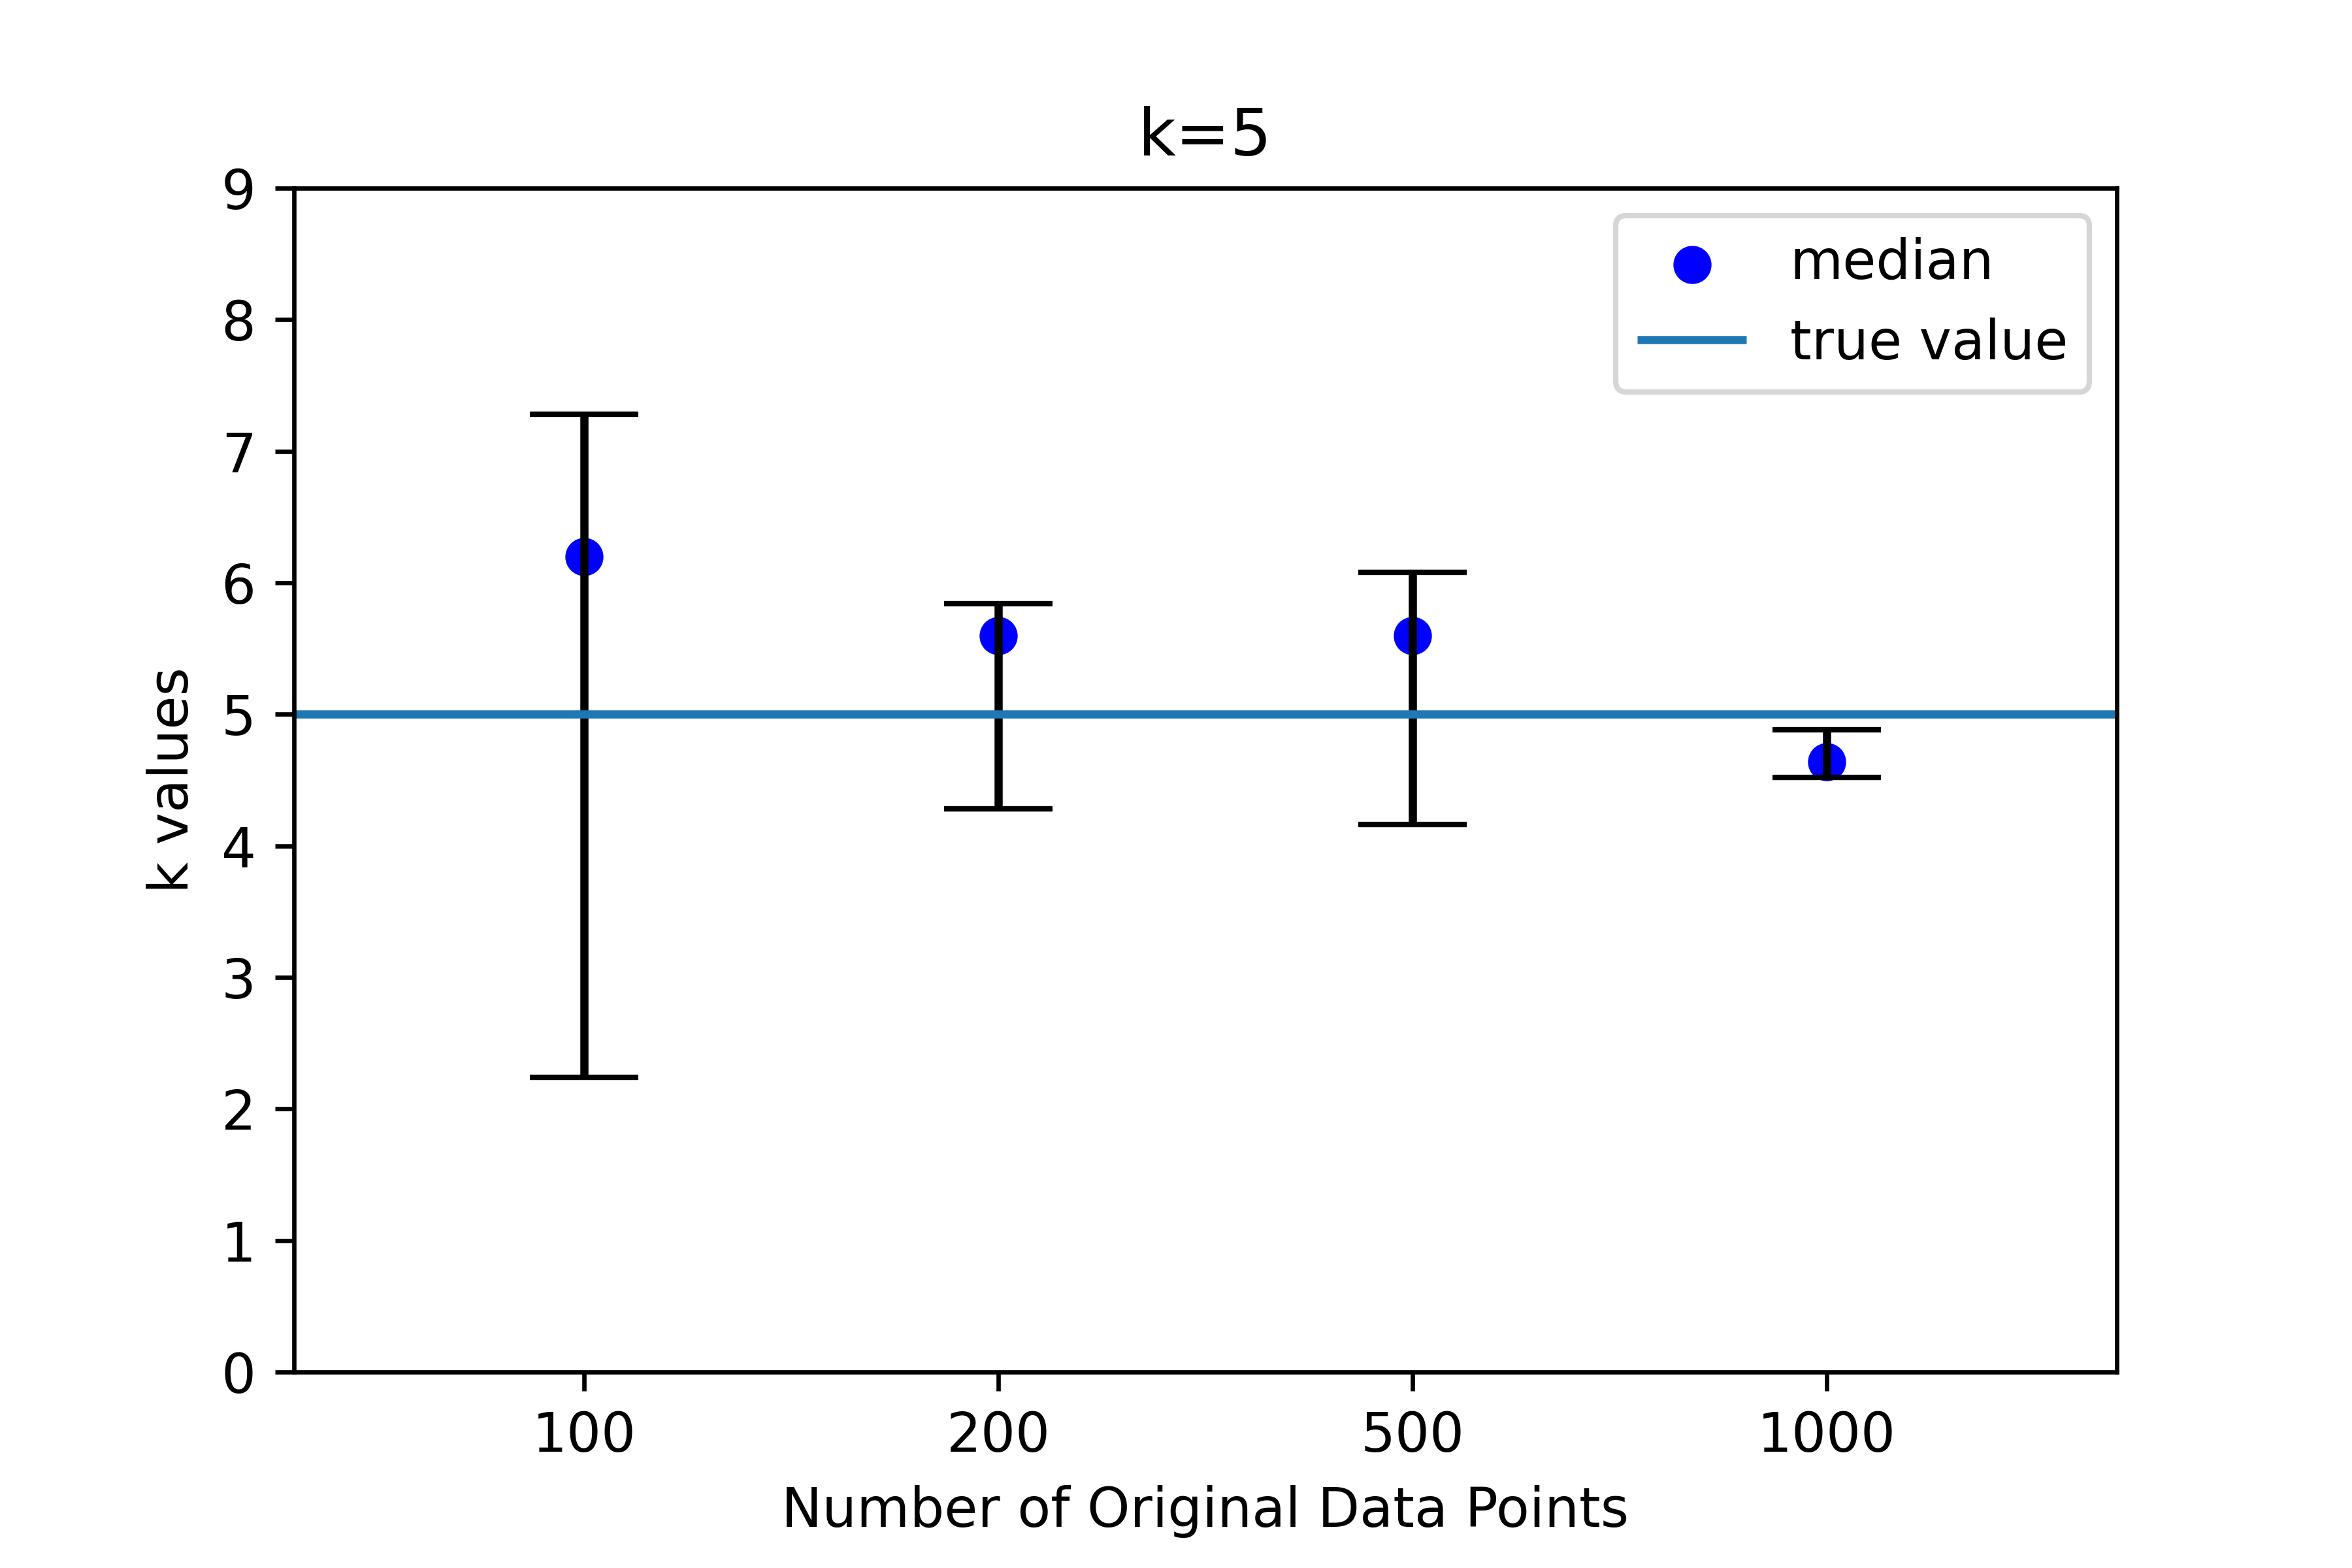 k=5
median
true value
9
8
7
6
5
4
3
2
1
0
k values
100 200 500 1000
Number of Original Data Points